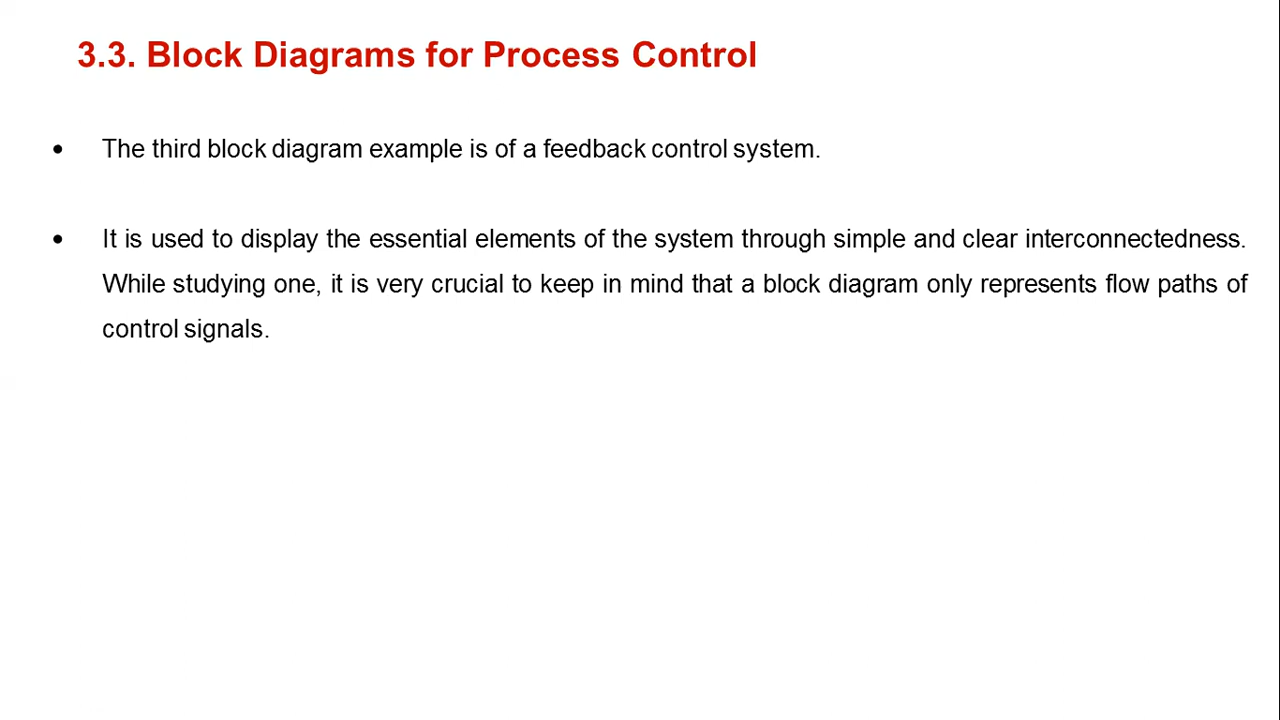 3.3. Block Diagrams for Process Control
• The third block diagram example is of a feedback control system.
• It is used to display the essential elements of the system through simple and clear interconnectedness.
While studying one, it is very crucial to keep in mind that a block diagram only represents flow paths of
control signals.